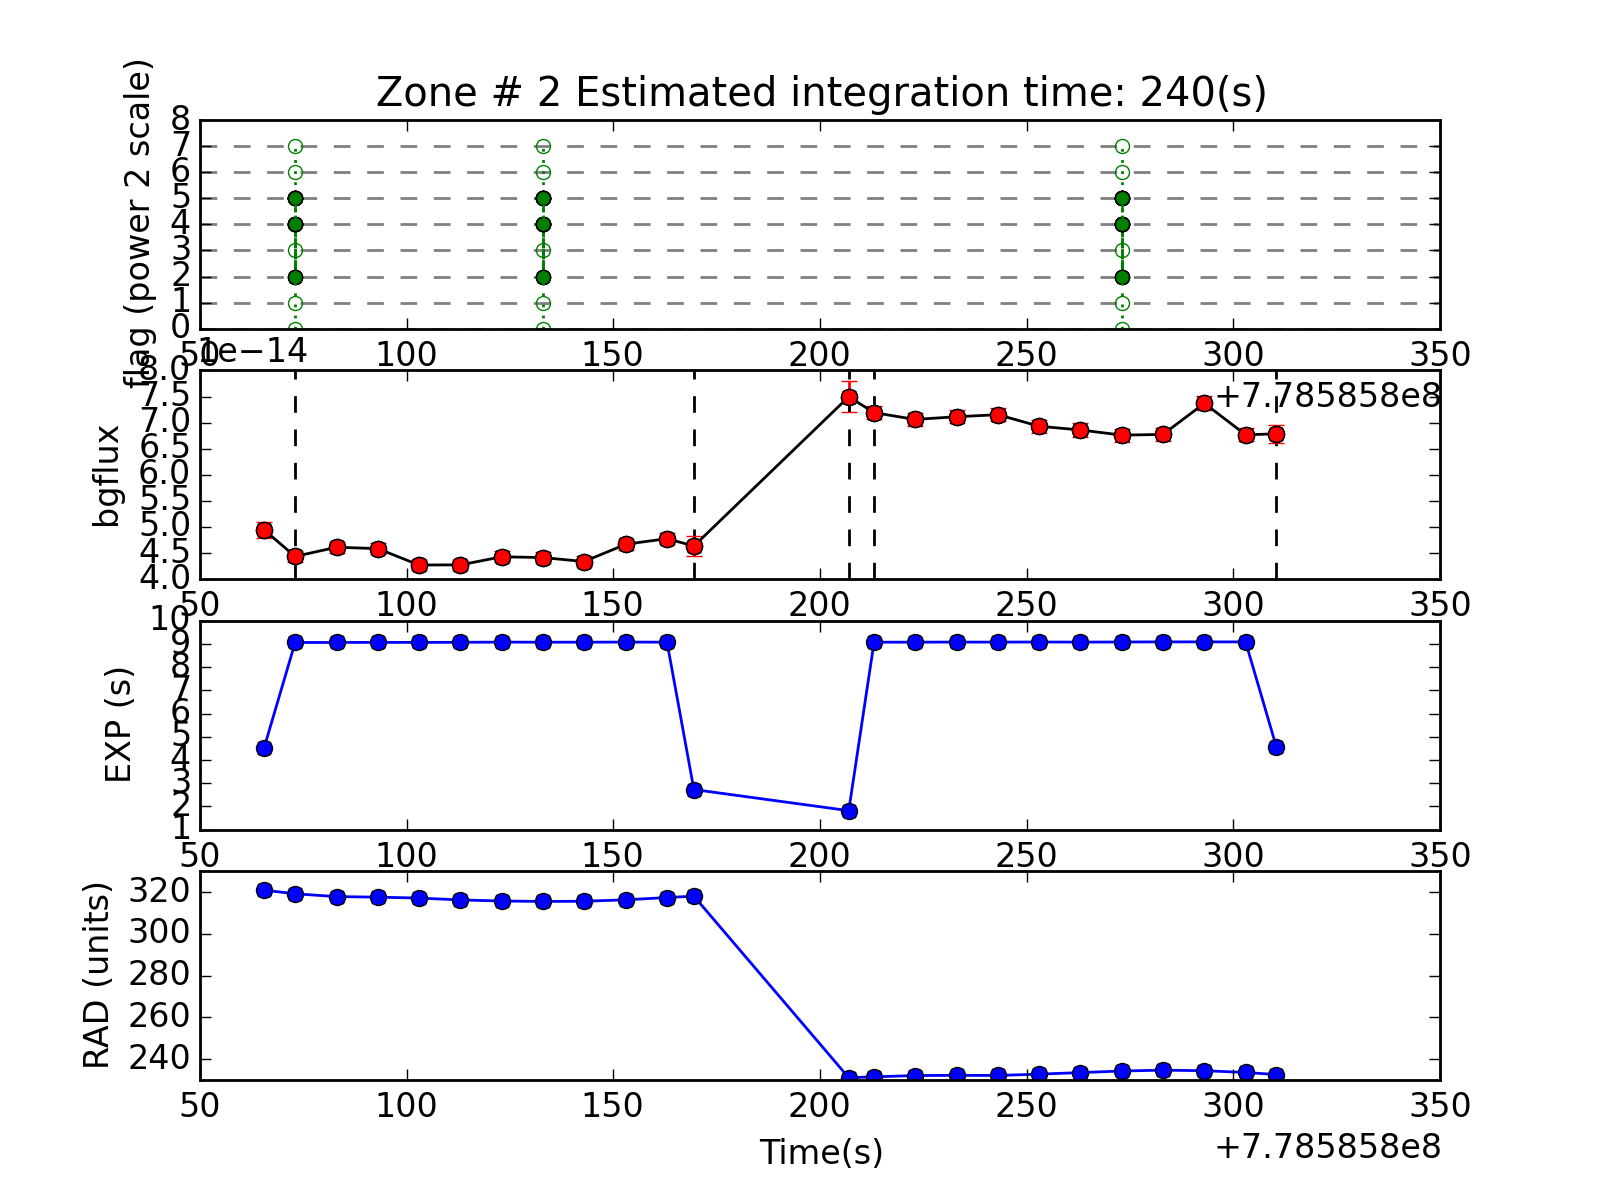 Zone # 2 Estimated integration time: 240(s)
flag (power 2 scale)
8
7
6
5
4
3
2
1
0
50 100 150 200 250 300 350
1e−14
+7.785858e8
bgflux
8.0
7.5
7.0
6.5
6.0
5.5
5.0
4.5
4.0
50 100 150 200 250 300 350
EXP (s)
10
9
8
7
6
5
4
3
2
1
50 100 150 200 250 300 350
RAD (units)
320
300
280
260
240
50 100 150 200 250 300 350
Time(s)
+7.785858e8